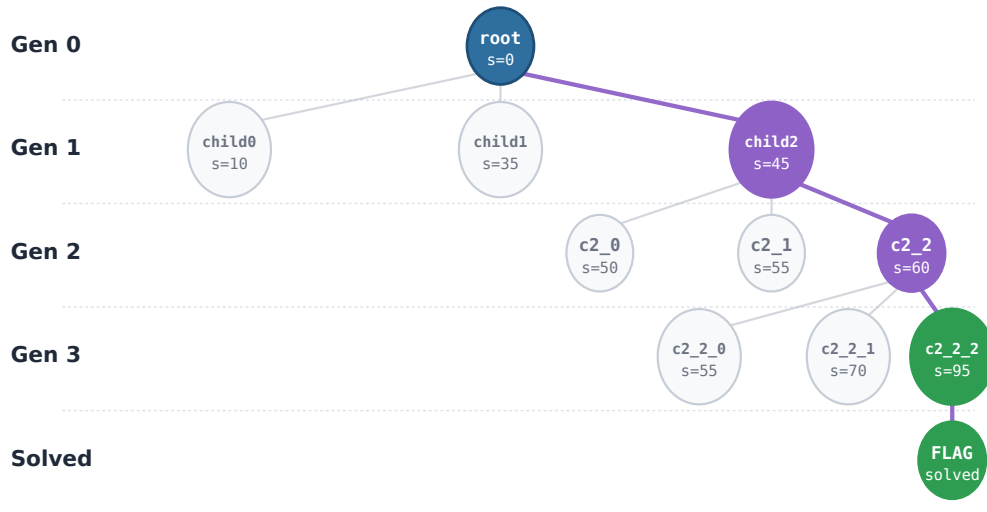 Gen 0
root
s=0
Gen 1
child0
s=10
child1
s=35
child2
s=45
Gen 2
c2_0
s=50
c2_1
s=55
c2_2
s=60
Gen 3
c2_2_0
s=55
c2_2_1
s=70
c2_2_2
s=95
Solved
FLAG
solved